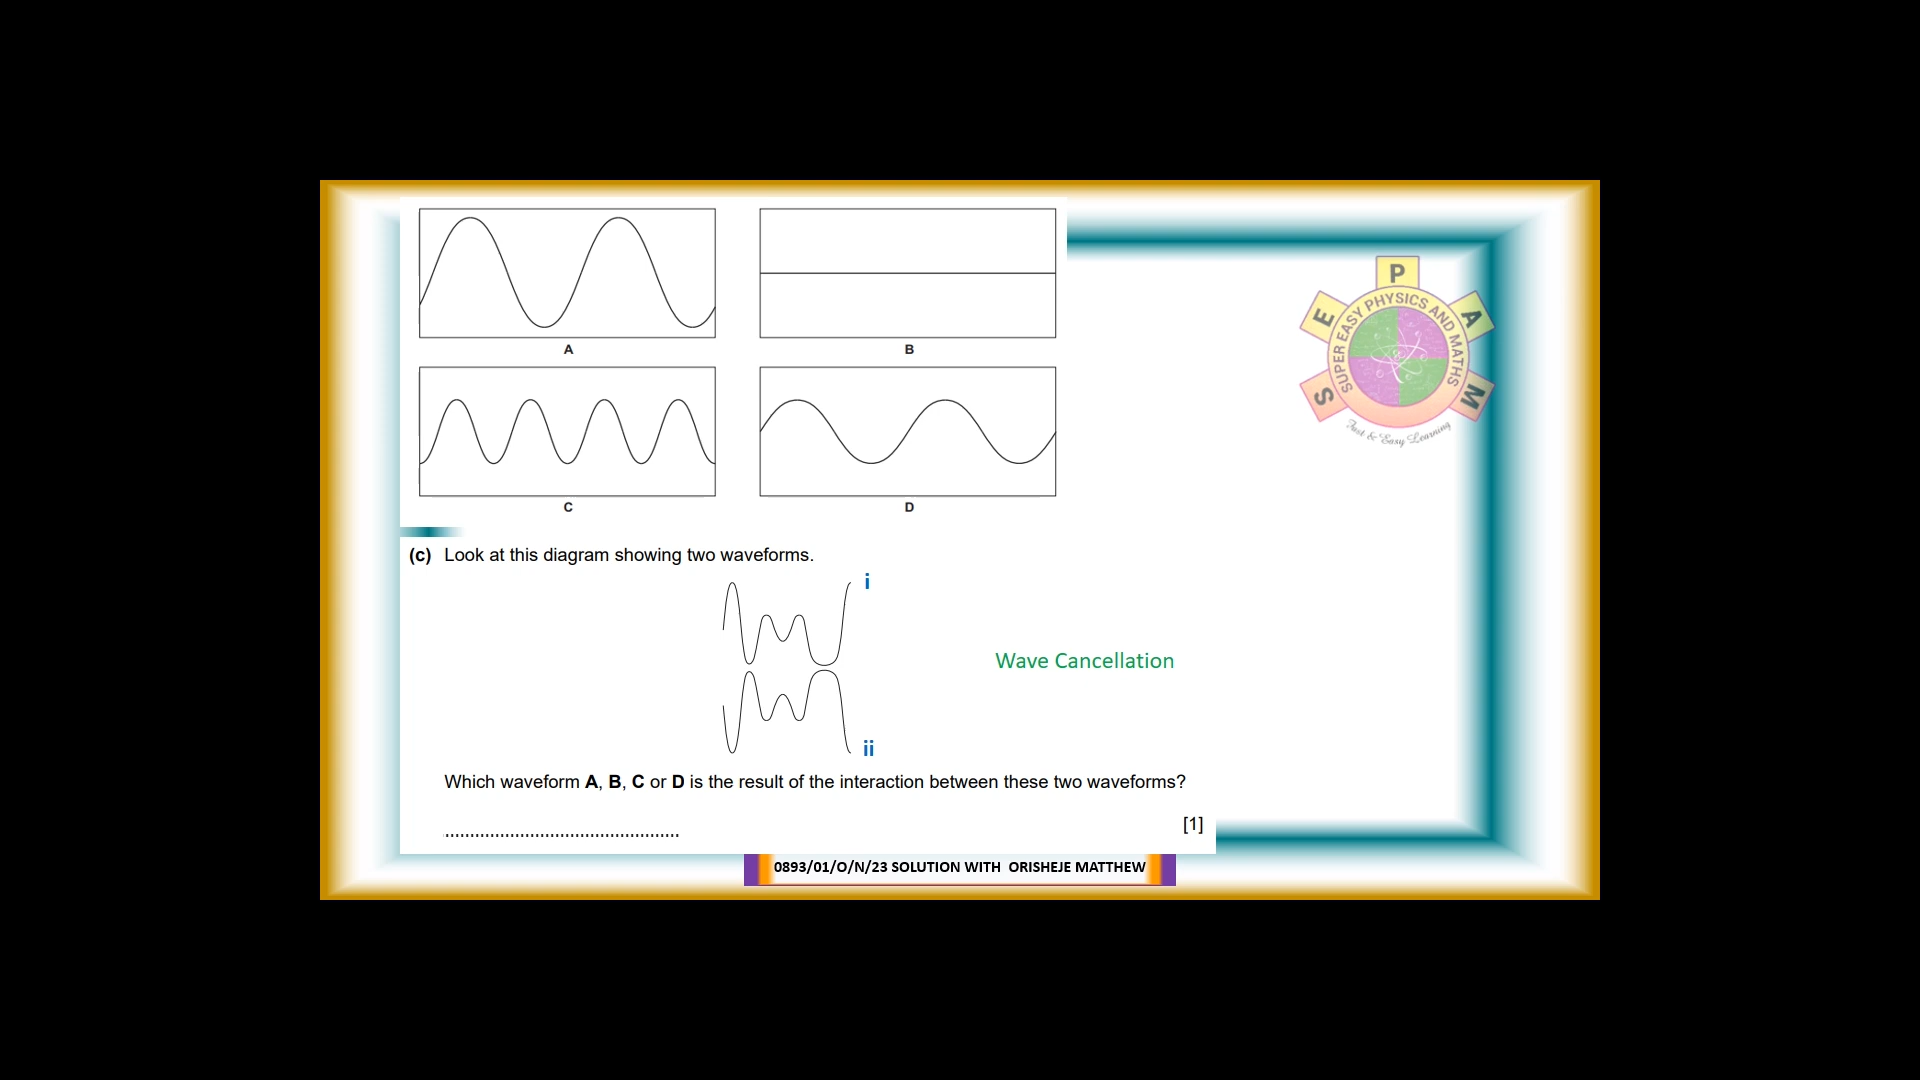 A
B
C
D
S E P A M
SUPER EASY PHYSICS AND MATHS
Fast & Easy Learning
(c) Look at this diagram showing two waveforms.
i
Wave Cancellation
ii
Which waveform A, B, C or D is the result of the interaction between these two waveforms?
.............................................. [1]
0893/01/O/N/23 SOLUTION WITH ORISHEJE MATTHEW